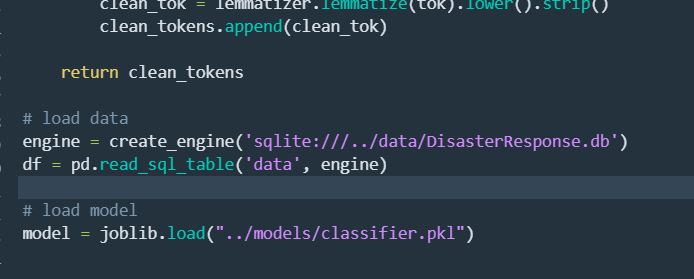 clean_tok = lemmatizer.lemmatize(tok).lower().strip()
clean_tokens.append(clean_tok)
return clean_tokens
# load data
engine = create_engine('sqlite:///../data/DisasterResponse.db')
df = pd.read_sql_table('data', engine)
# load model
model = joblib.load("../models/classifier.pkl")